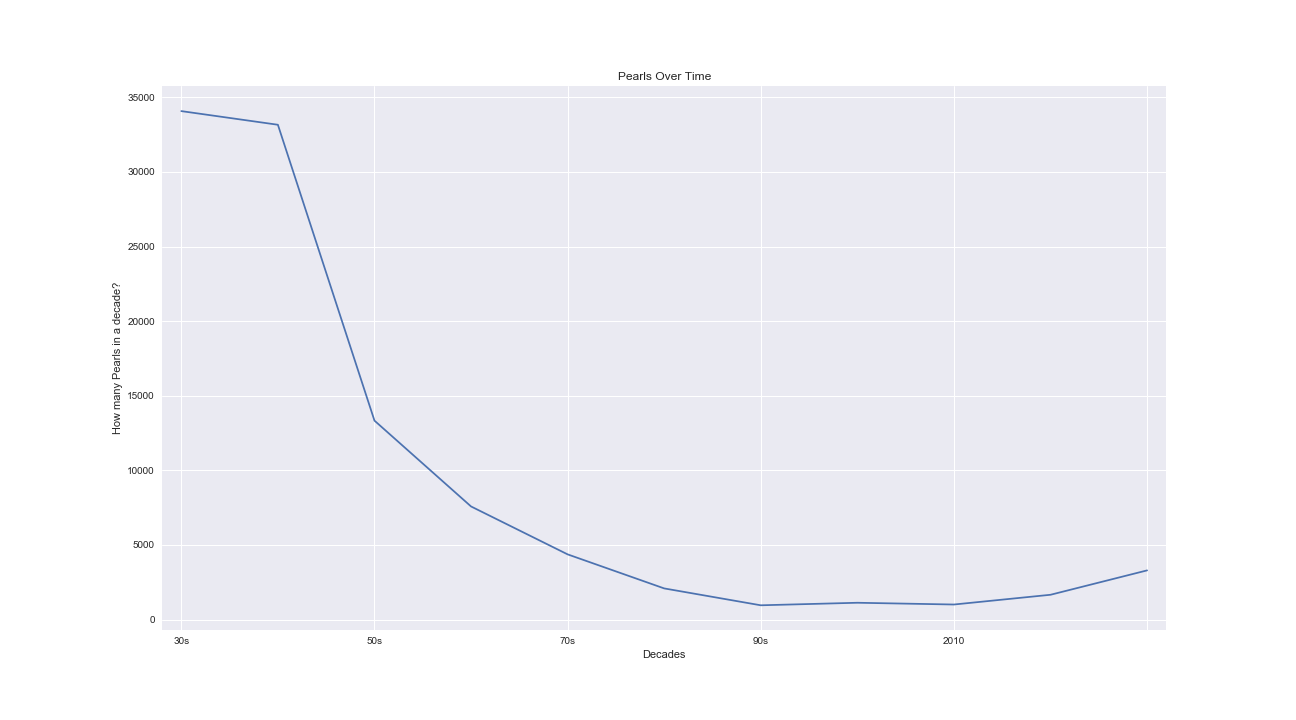 Pearls Over Time
35000
30000
25000
20000
15000
10000
5000
0
How many Pearls in a decade?
30s
50s
70s
90s
2010
Decades